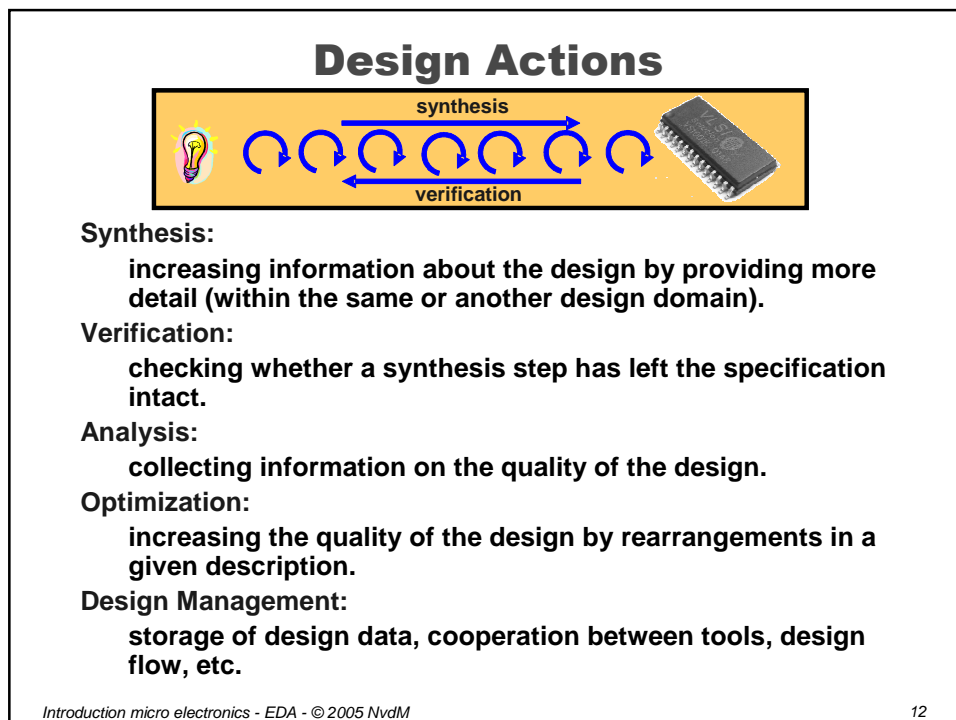 Design Actions
synthesis
VLSI
verification
Synthesis:
increasing information about the design by providing more
detail (within the same or another design domain).
Verification:
checking whether a synthesis step has left the specification
intact.
Analysis:
collecting information on the quality of the design.
Optimization:
increasing the quality of the design by rearrangements in a
given description.
Design Management:
storage of design data, cooperation between tools, design
flow, etc.
Introduction micro electronics - EDA - © 2005 NvdM
12